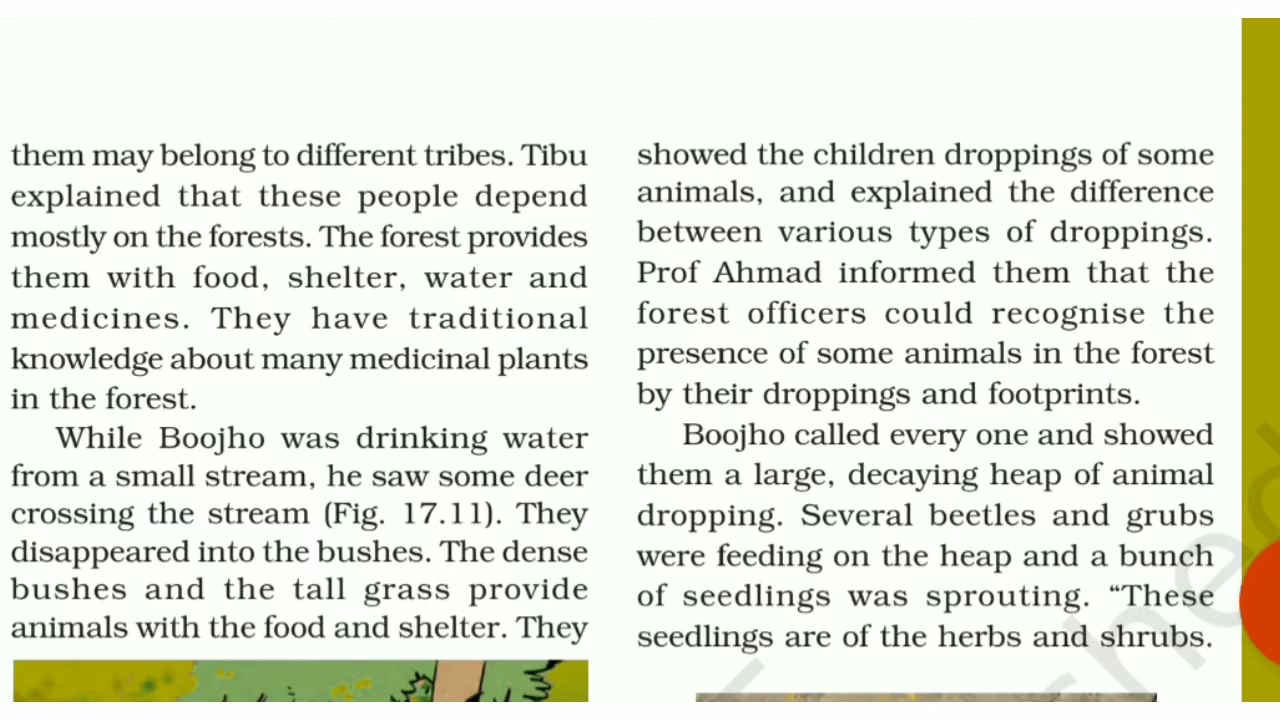 them may belong to different tribes. Tibu
explained that these people depend
mostly on the forests. The forest provides
them with food, shelter, water and
medicines. They have traditional
knowledge about many medicinal plants
in the forest.
While Boojho was drinking water
from a small stream, he saw some deer
crossing the stream (Fig. 17.11). They
disappeared into the bushes. The dense
bushes and the tall grass provide
animals with the food and shelter. They
showed the children droppings of some
animals, and explained the difference
between various types of droppings.
Prof Ahmad informed them that the
forest officers could recognise the
presence of some animals in the forest
by their droppings and footprints.
Boojho called every one and showed
them a large, decaying heap of animal
dropping. Several beetles and grubs
were feeding on the heap and a bunch
of seedlings was sprouting. “These
seedlings are of the herbs and shrubs.